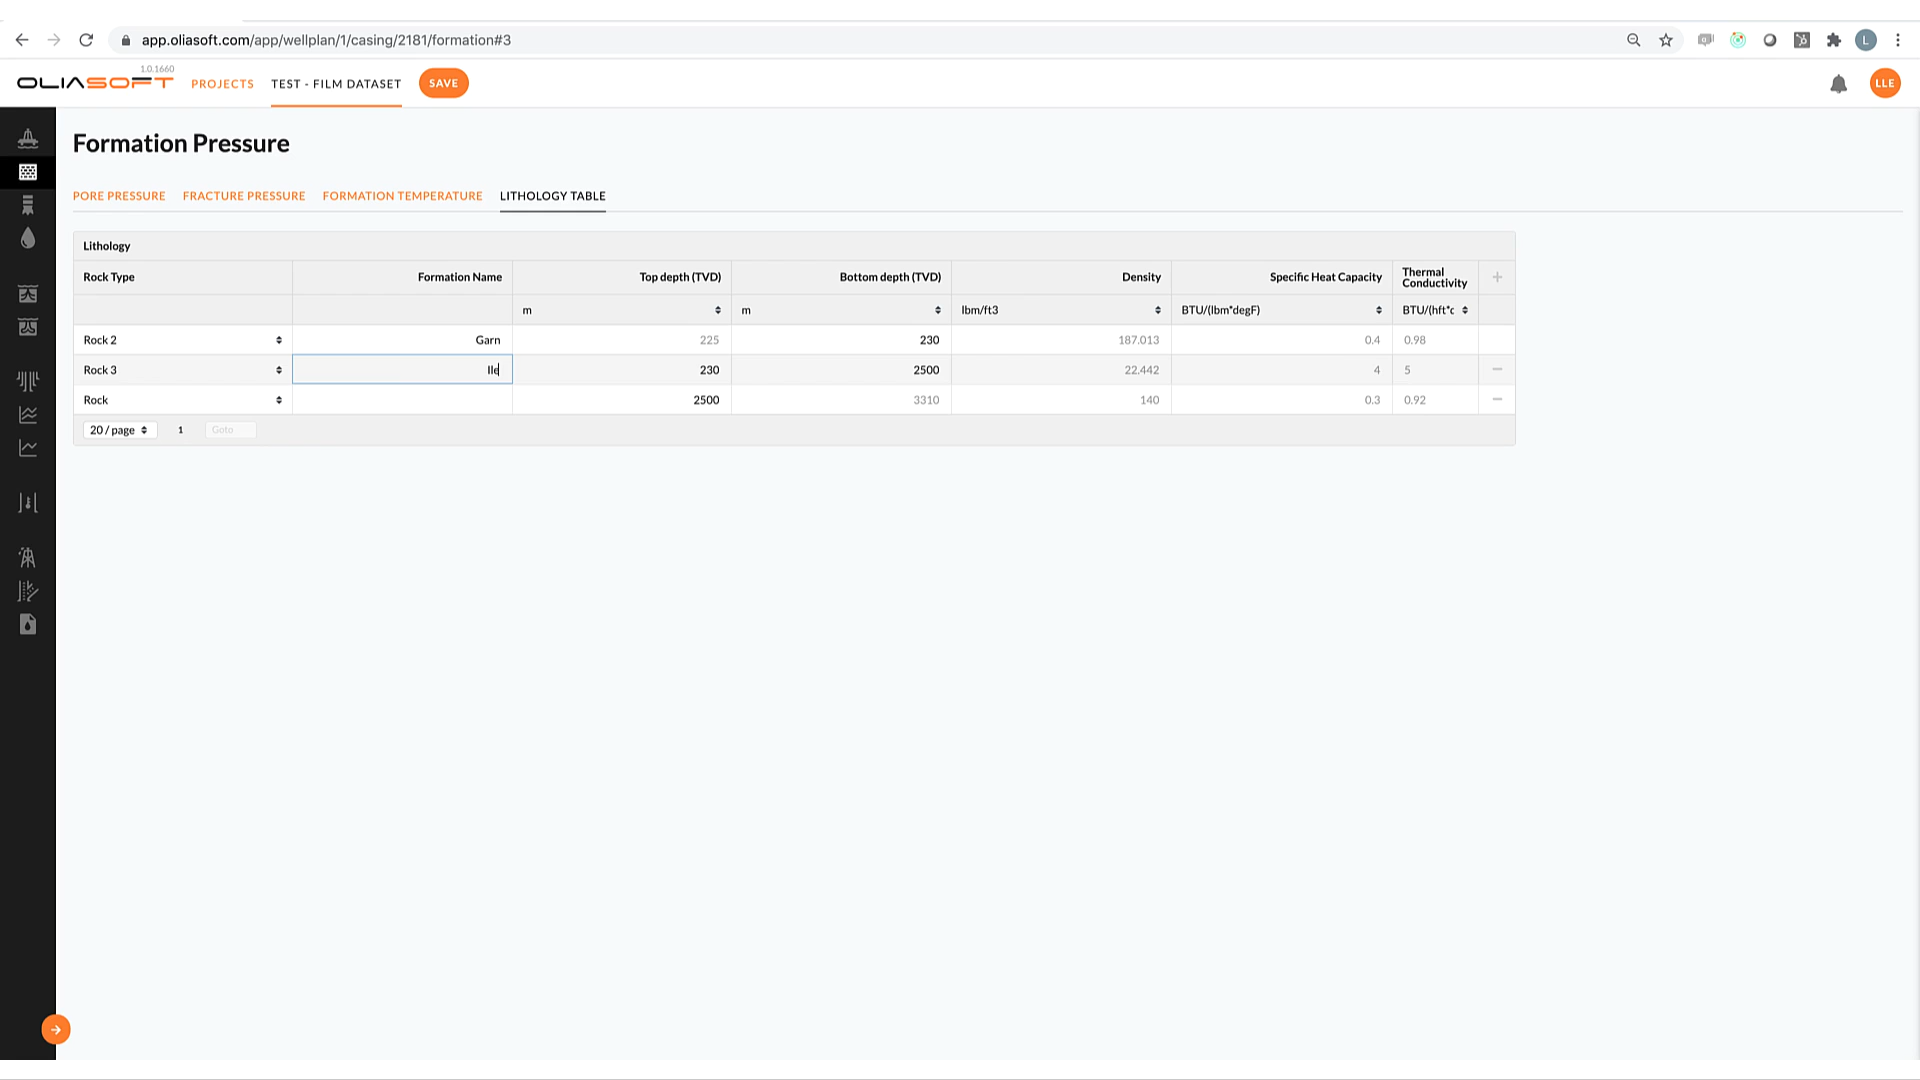 app.oliasoft.com/app/wellplan/1/casing/2181/formation#3
L
1.0.1660
OLIASOFT PROJECTS TEST - FILM DATASET SAVE LLE
Formation Pressure
PORE PRESSURE FRACTURE PRESSURE FORMATION TEMPERATURE LITHOLOGY TABLE
Lithology
Rock Type Formation Name Top depth (TVD) Bottom depth (TVD) Density Specific Heat Capacity Thermal Conductivity +
m m lbm/ft3 BTU/(lbm*degF) BTU/(hft*c
Rock 2 Garn 225 230 187.013 0.4 0.98
Rock 3 Ile 230 2500 22.442 4 5
Rock 2500 3310 140 0.3 0.92
20 / page 1 Goto